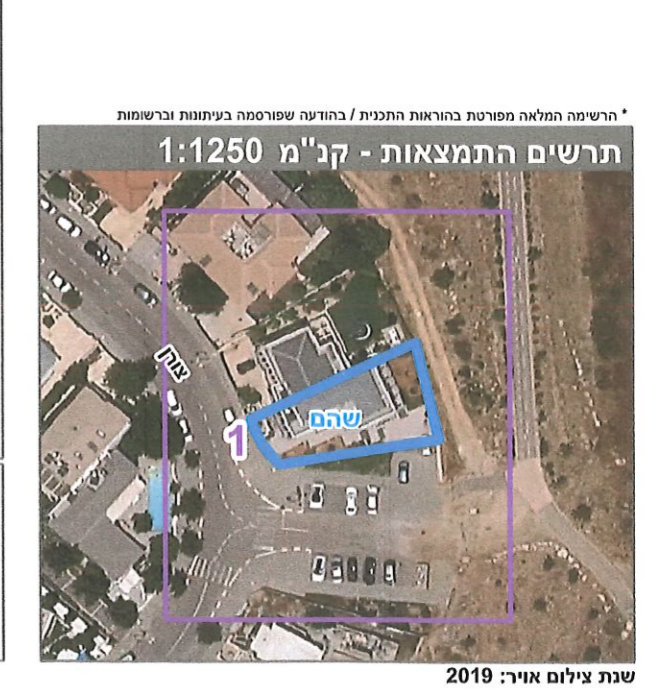 * הרשימה המלאה מפורטת בהוראות התכנית / בהודעה שפורסמה בעיתונות וברשומות
תרשים התמצאות - קנ"מ 1:1250
צורן
שהם
1
שנת צילום אויר: 2019